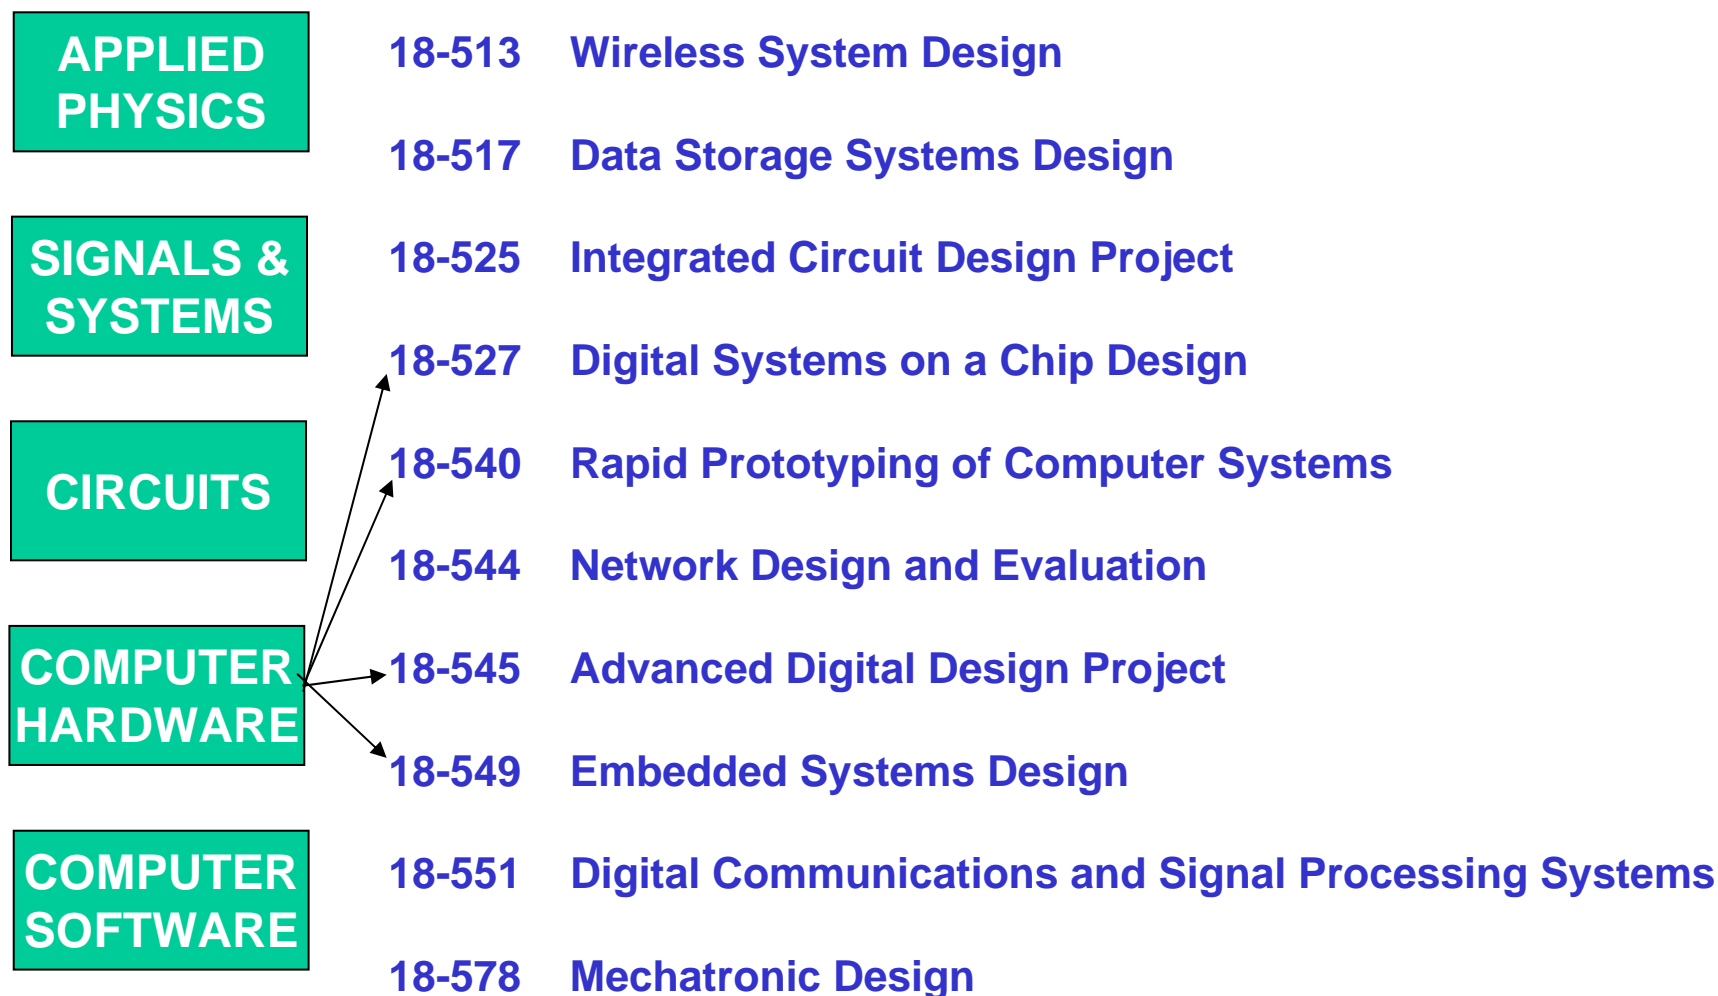 APPLIED
PHYSICS
SIGNALS &
SYSTEMS
CIRCUITS
COMPUTER
HARDWARE
COMPUTER
SOFTWARE
18-513 Wireless System Design
18-517 Data Storage Systems Design
18-525 Integrated Circuit Design Project
18-527 Digital Systems on a Chip Design
18-540 Rapid Prototyping of Computer Systems
18-544 Network Design and Evaluation
18-545 Advanced Digital Design Project
18-549 Embedded Systems Design
18-551 Digital Communications and Signal Processing Systems
18-578 Mechatronic Design